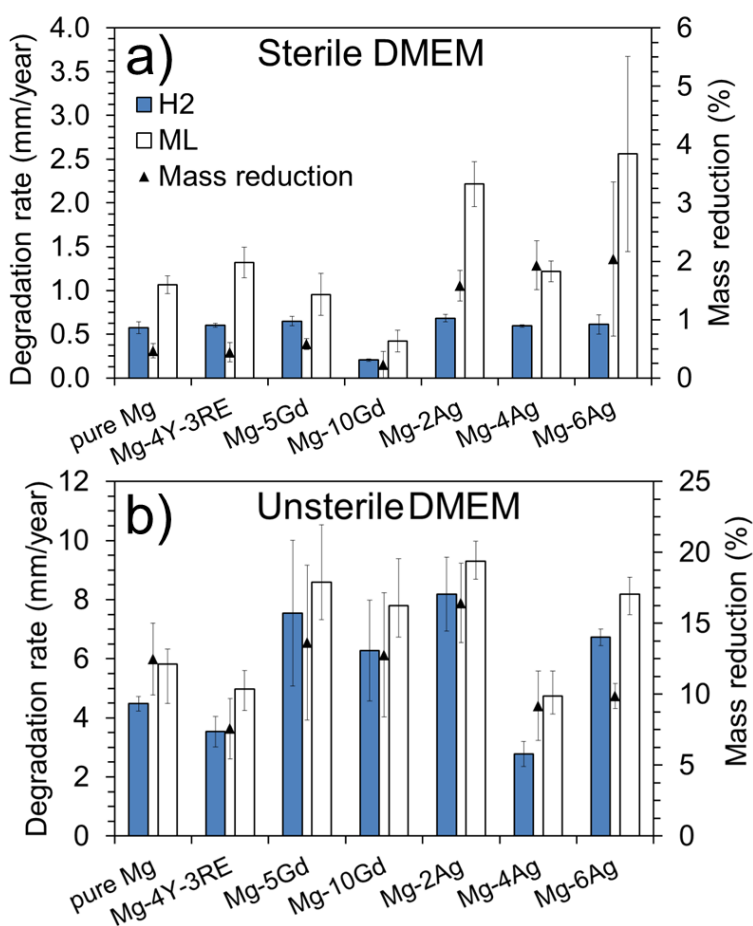 a) Sterile DMEM
H2
ML
Mass reduction
Degradation rate (mm/year)
4.0
3.5
3.0
2.5
2.0
1.5
1.0
0.5
0.0
Mass reduction (%)
6
5
4
3
2
1
0
pure Mg
Mg-4Y-3RE
Mg-5Gd
Mg-10Gd
Mg-2Ag
Mg-4Ag
Mg-6Ag
b) Unsterile DMEM
Degradation rate (mm/year)
12
10
8
6
4
2
0
Mass reduction (%)
25
20
15
10
5
0
pure Mg
Mg-4Y-3RE
Mg-5Gd
Mg-10Gd
Mg-2Ag
Mg-4Ag
Mg-6Ag